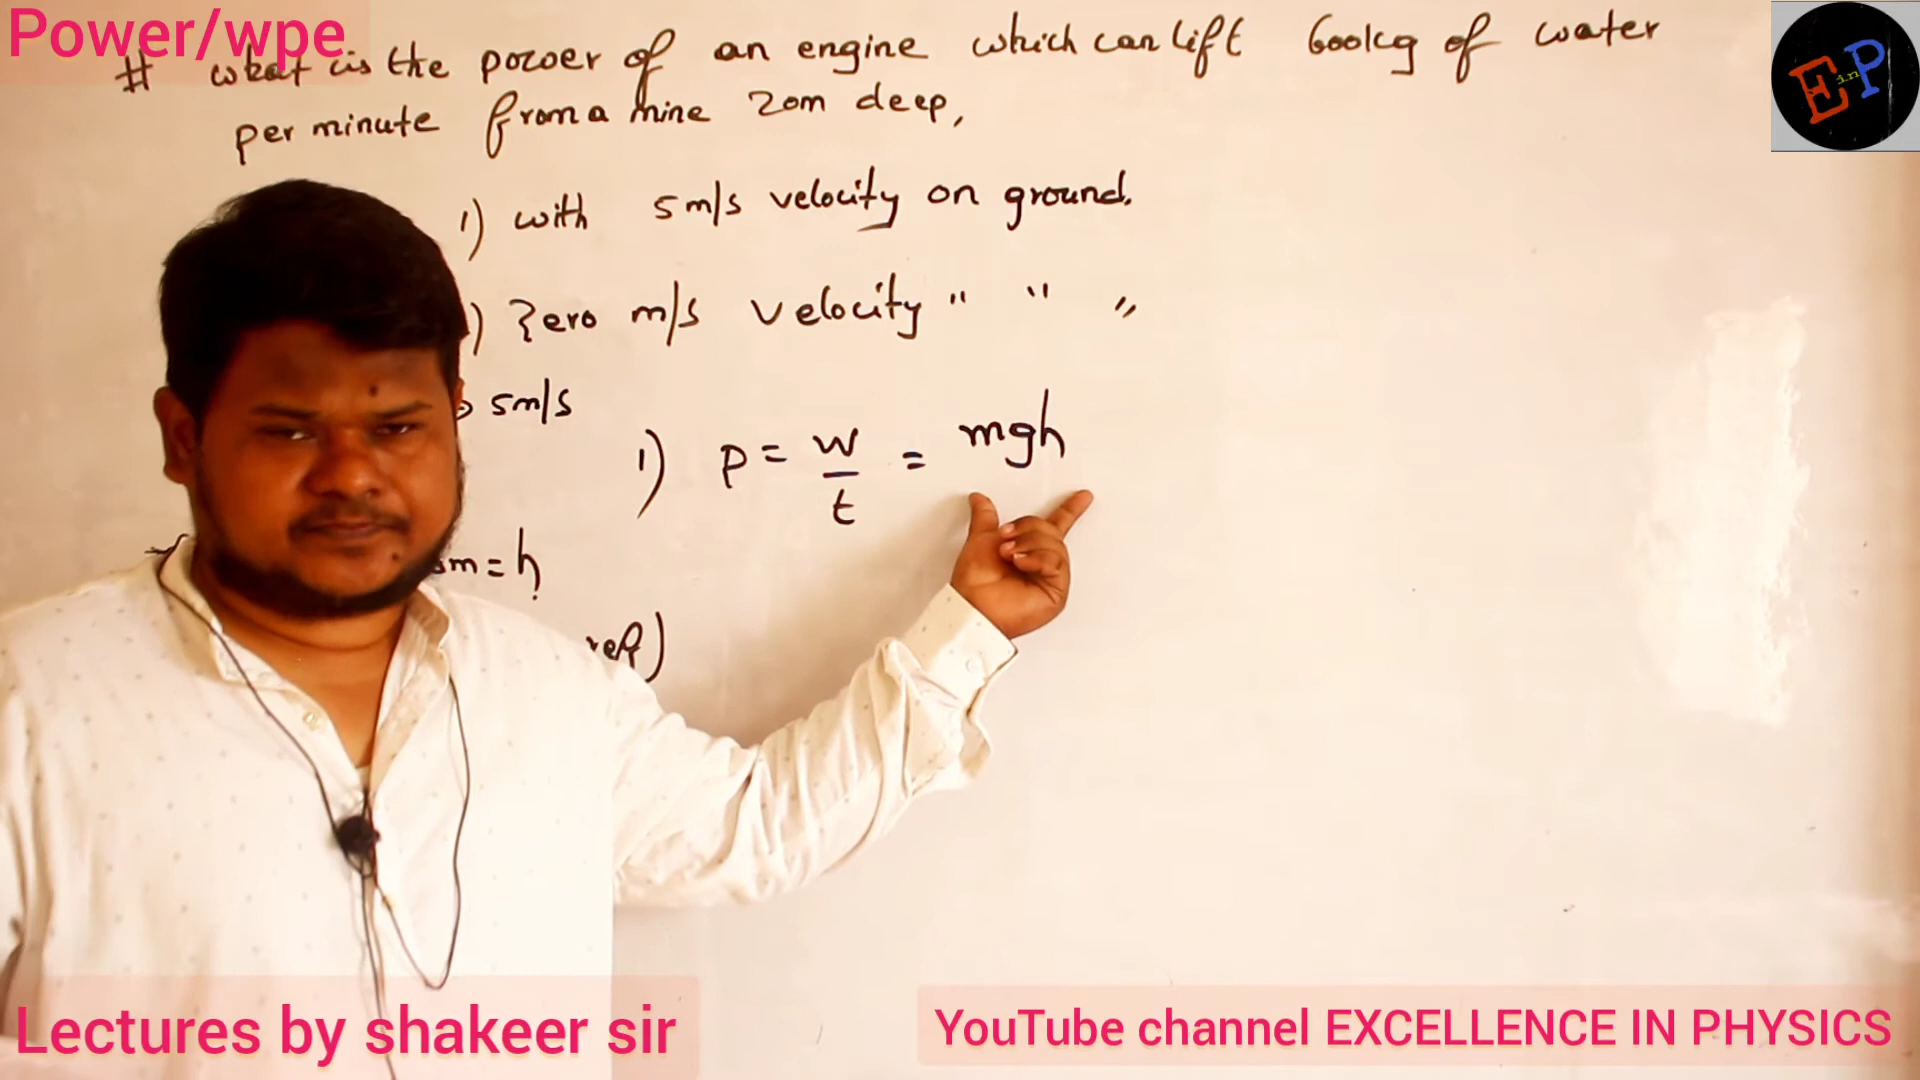 Power/wpe
# what is the power of an engine which can lift 600kg of water
per minute from a mine 20m deep,
1) with 5m/s velocity on ground.
) Zero m/s velocity " " "
5m/s
1) P = W/t = mgh
m = h
ref)
E in P
Lectures by shakeer sir
YouTube channel EXCELLENCE IN PHYSICS